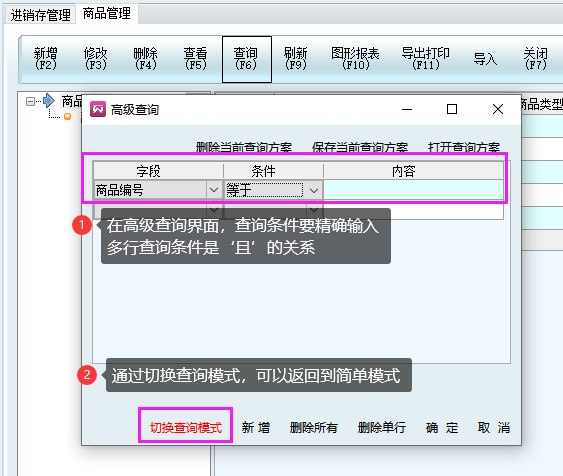 进销存管理 商品管理
新增 修改 删除 查看 查询 刷新 图形报表 导出打印 导入 关闭
(F2) (F3) (F4) (F5) (F6) (F9) (F10) (F11) (F7)
商品
商品类型
高级查询
删除当前查询方案 保存当前查询方案 打开查询方案
字段 条件 内容
商品编号 等于
1 在高级查询界面，查询条件要精确输入
多行查询条件是‘且’的关系
2 通过切换查询模式，可以返回到简单模式
切换查询模式 新 增 删除所有 删除单行 确 定 取 消